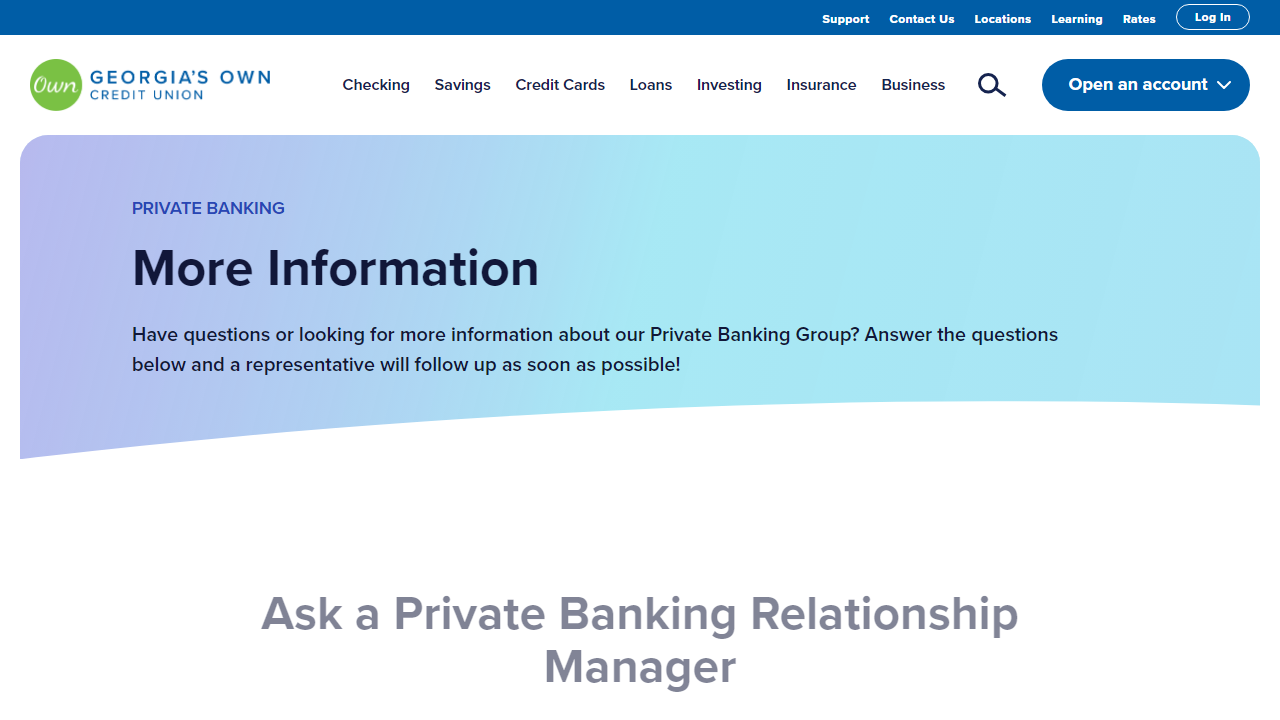 Support Contact Us Locations Learning Rates Log In
Own GEORGIA'S OWN
CREDIT UNION
Checking Savings Credit Cards Loans Investing Insurance Business Open an account
PRIVATE BANKING
More Information
Have questions or looking for more information about our Private Banking Group? Answer the questions
below and a representative will follow up as soon as possible!
Ask a Private Banking Relationship
Manager